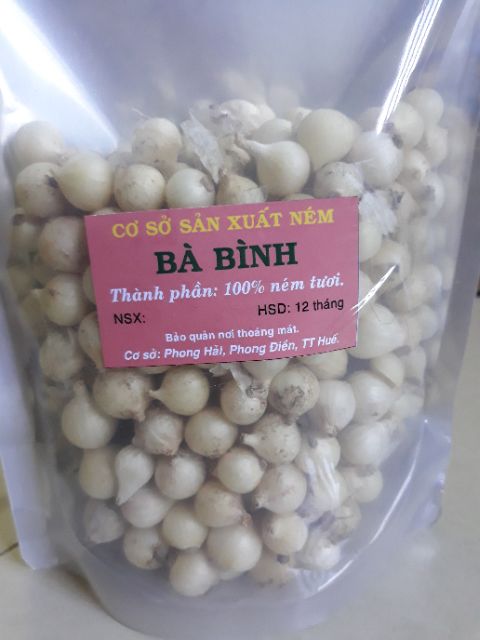 CƠ SỞ SẢN XUẤT NÉM
BÀ BÌNH
Thành phần: 100% ném tươi.
NSX: HSD: 12 tháng
Bảo quản nơi thoáng mát.
Cơ sở: Phong Hải, Phong Điền, TT Huế.